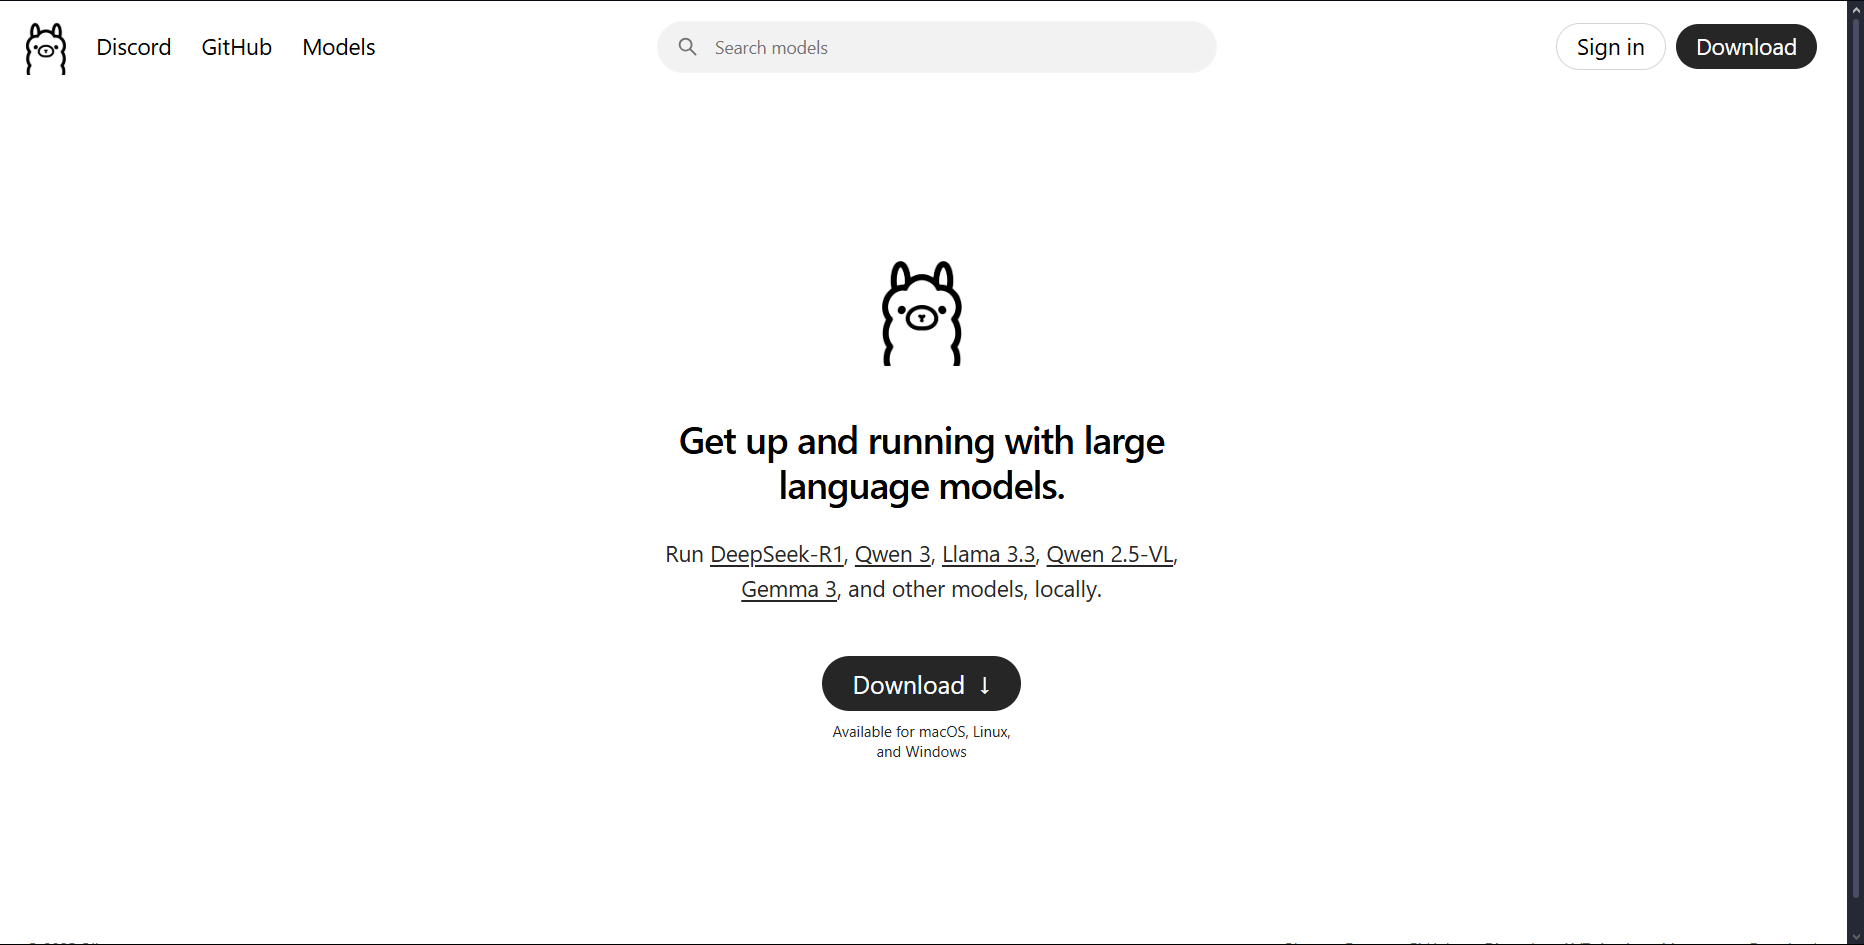 Discord GitHub Models Search models Sign in Download
Get up and running with large
language models.
Run DeepSeek-R1, Qwen 3, Llama 3.3, Qwen 2.5-VL,
Gemma 3, and other models, locally.
Download ↓
Available for macOS, Linux,
and Windows